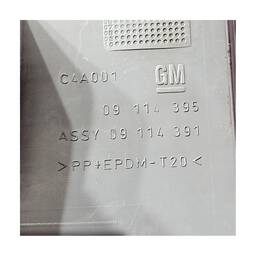 C4A001 GM
09 114 395
ASSY 09 114 391
>PP+EPDM-T20<